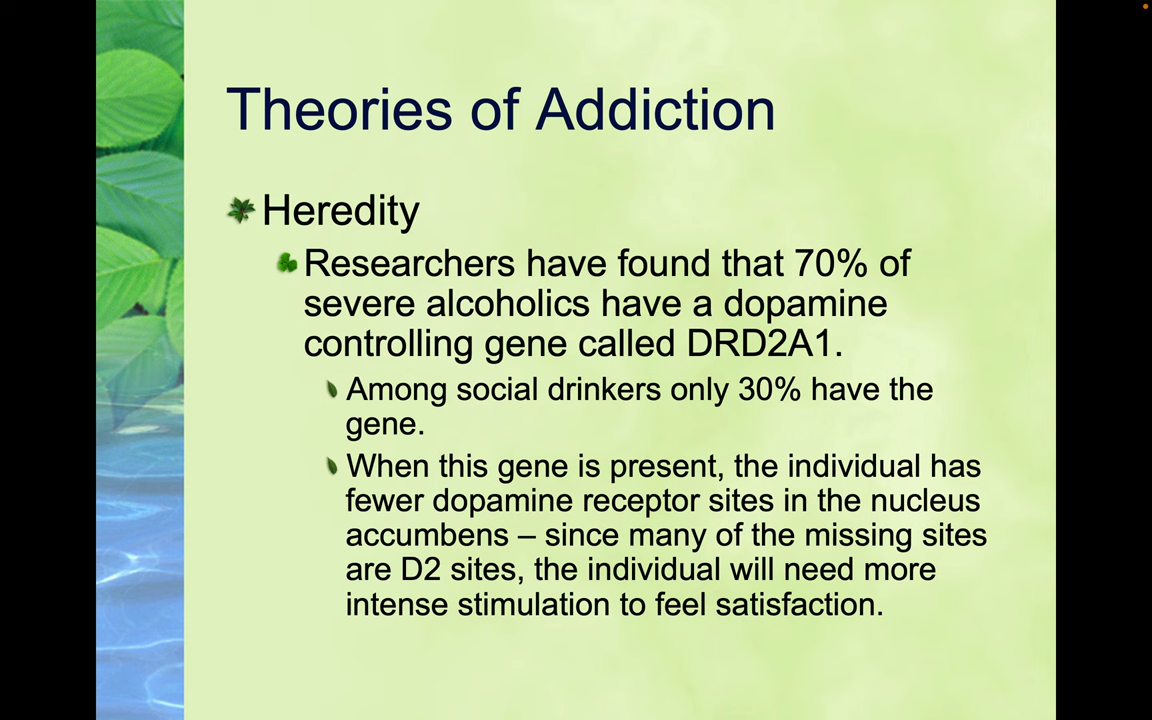 Theories of Addiction
Heredity
Researchers have found that 70% of
severe alcoholics have a dopamine
controlling gene called DRD2A1.
Among social drinkers only 30% have the
gene.
When this gene is present, the individual has
fewer dopamine receptor sites in the nucleus
accumbens – since many of the missing sites
are D2 sites, the individual will need more
intense stimulation to feel satisfaction.